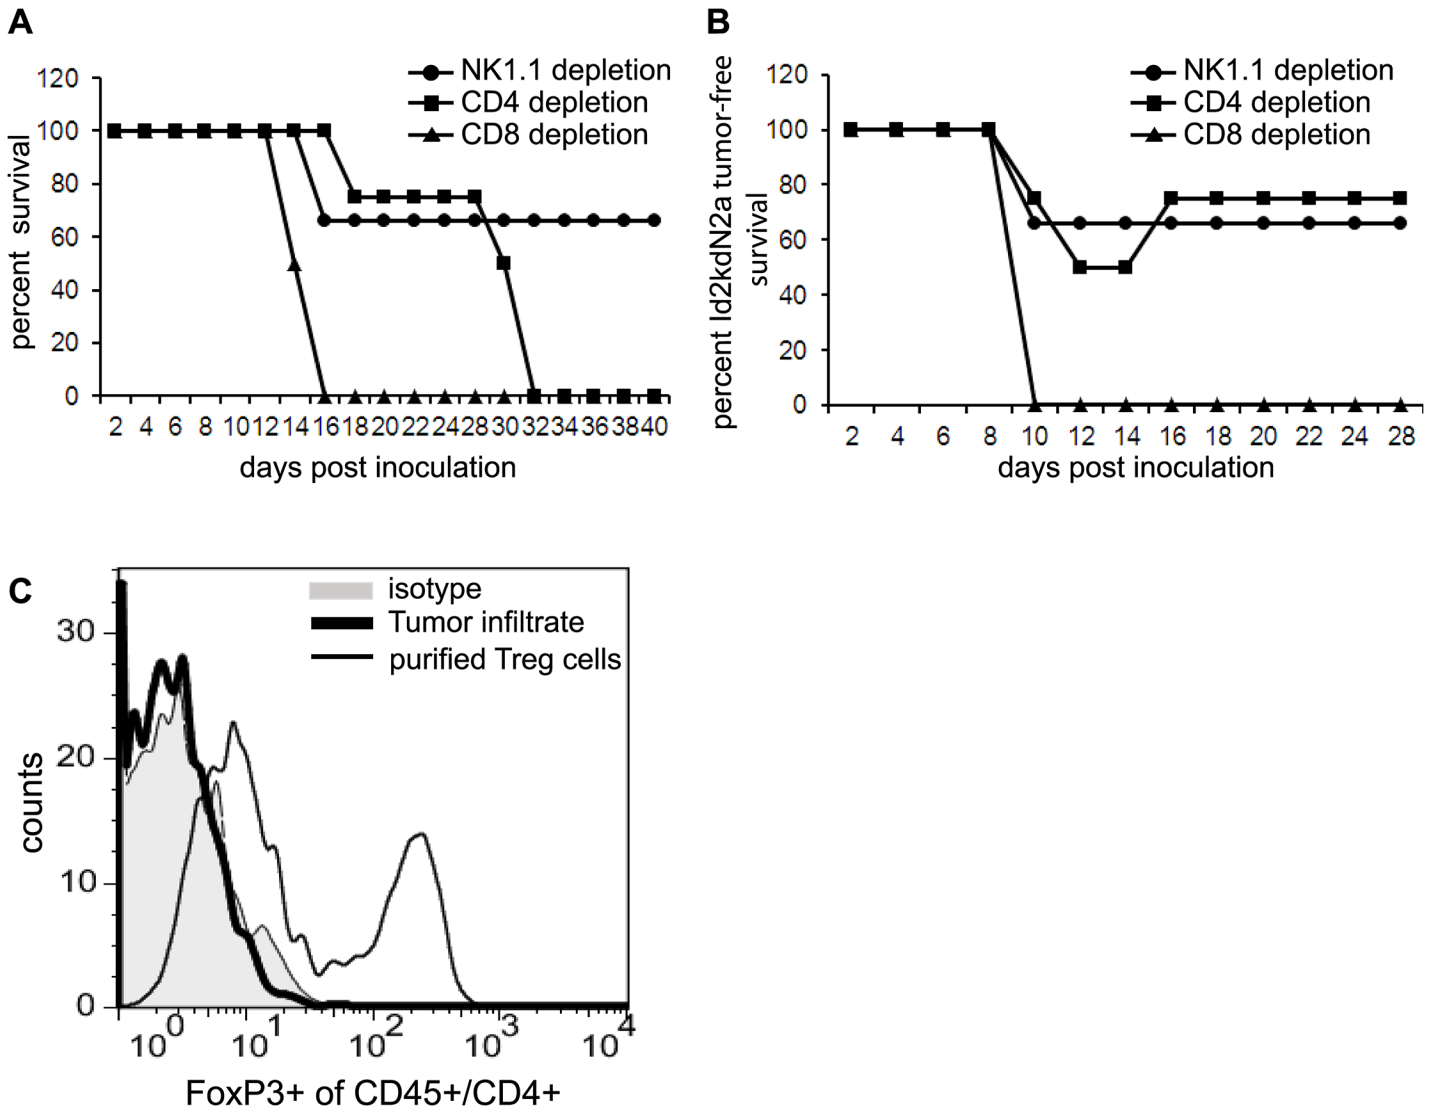 A
NK1.1 depletion
CD4 depletion
CD8 depletion
percent survival
120
100
80
60
40
20
0
2 4 6 8 10 12 14 16 18 20 22 24 28 30 32 34 36 38 40
days post inoculation
B
NK1.1 depletion
CD4 depletion
CD8 depletion
percent Id2kdN2a tumor-free
survival
120
100
80
60
40
20
0
2 4 6 8 10 12 14 16 18 20 22 24 28
days post inoculation
C
isotype
Tumor infiltrate
purified Treg cells
counts
30
20
10
0
10^0 10^1 10^2 10^3 10^4
FoxP3+ of CD45+/CD4+